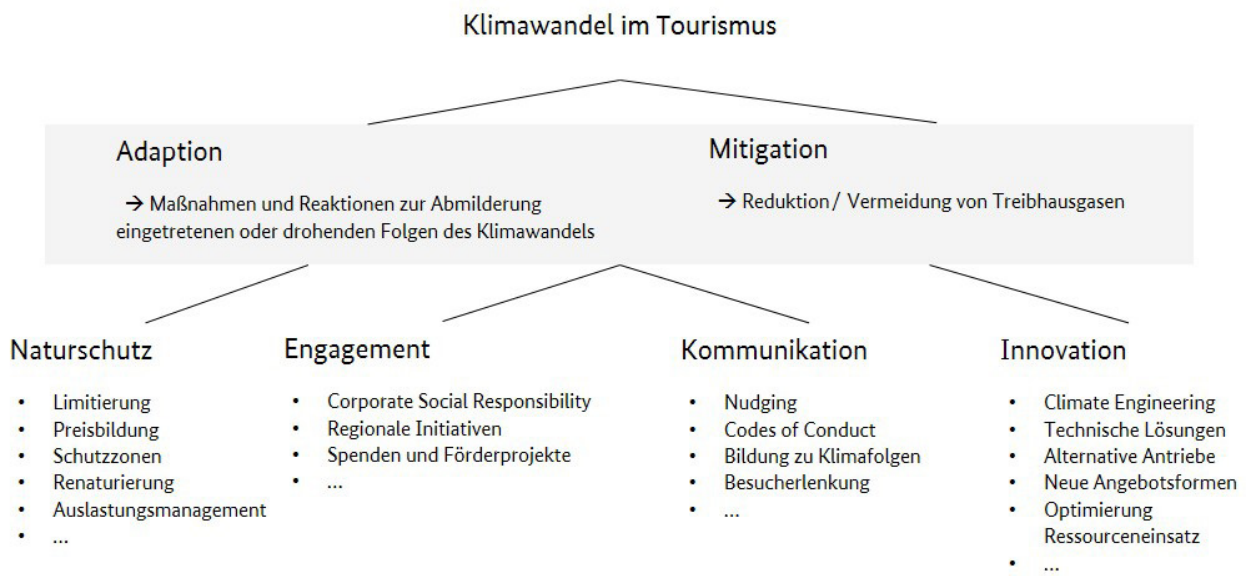 Klimawandel im Tourismus
Adaption
→ Maßnahmen und Reaktionen zur Abmilderung
eingetretenen oder drohenden Folgen des Klimawandels
Mitigation
→ Reduktion/ Vermeidung von Treibhausgasen
Naturschutz
• Limitierung
• Preisbildung
• Schutzzonen
• Renaturierung
• Auslastungsmanagement
• ...
Engagement
• Corporate Social Responsibility
• Regionale Initiativen
• Spenden und Förderprojekte
• ...
Kommunikation
• Nudging
• Codes of Conduct
• Bildung zu Klimafolgen
• Besucherlenkung
• ...
Innovation
• Climate Engineering
• Technische Lösungen
• Alternative Antriebe
• Neue Angebotsformen
• Optimierung
Ressourceneinsatz
• ...